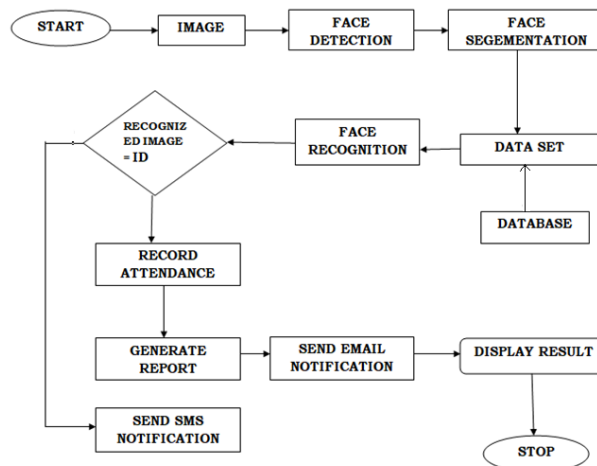 START
IMAGE
FACE
DETECTION
FACE
SEGEMENTATION
RECOGNIZ
ED IMAGE
= ID
FACE
RECOGNITION
DATA SET
DATABASE
RECORD
ATTENDANCE
GENERATE
REPORT
SEND EMAIL
NOTIFICATION
DISPLAY RESULT
SEND SMS
NOTIFICATION
STOP